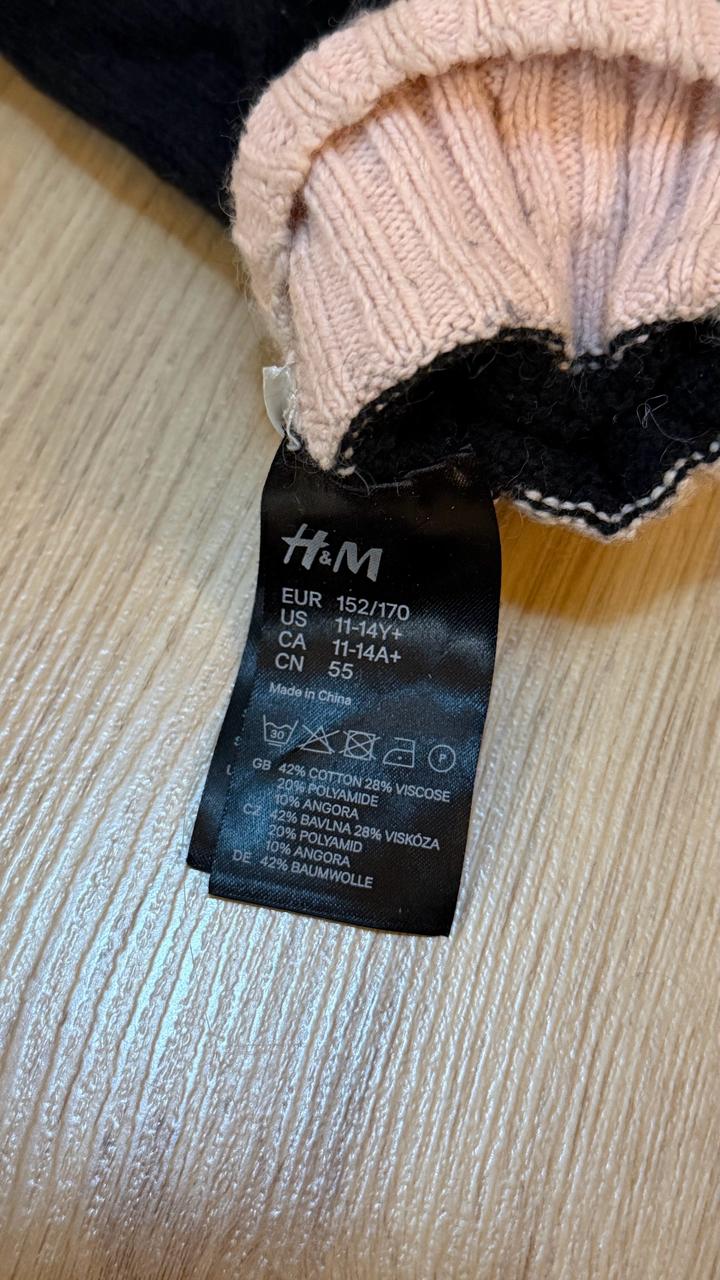 H&M
EUR 152/170
US 11-14Y+
CA 11-14A+
CN 55
Made in China
30 P
GB 42% COTTON 28% VISCOSE
20% POLYAMIDE
10% ANGORA
CZ 42% BAVLNA 28% VISKÓZA
20% POLYAMID
10% ANGORA
DE 42% BAUMWOLLE